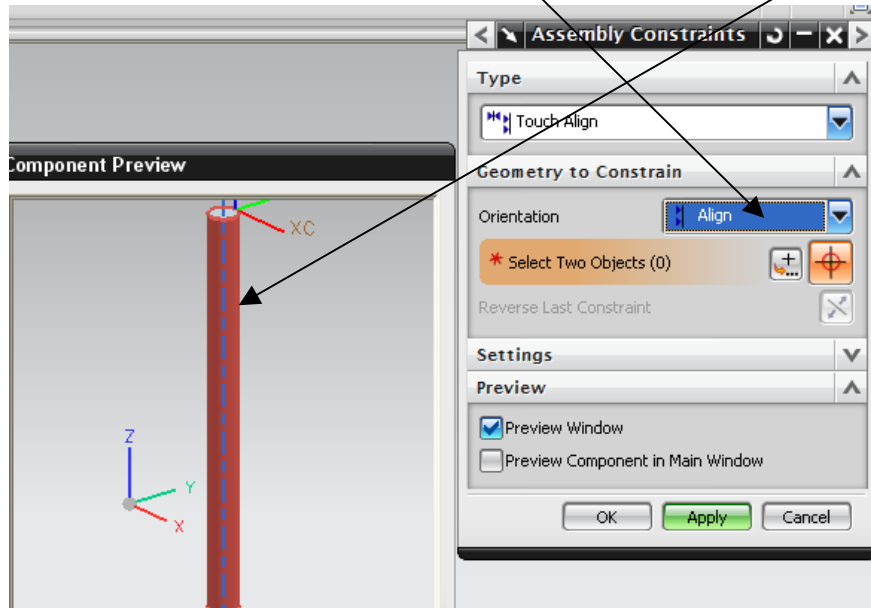 Assembly Constraints
Type
Touch Align
Component Preview
Geometry to Constrain
XC
Orientation
Align
* Select Two Objects (0)
Reverse Last Constraint
Settings
Preview
Preview Window
Preview Component in Main Window
Z
Y
X
OK
Apply
Cancel